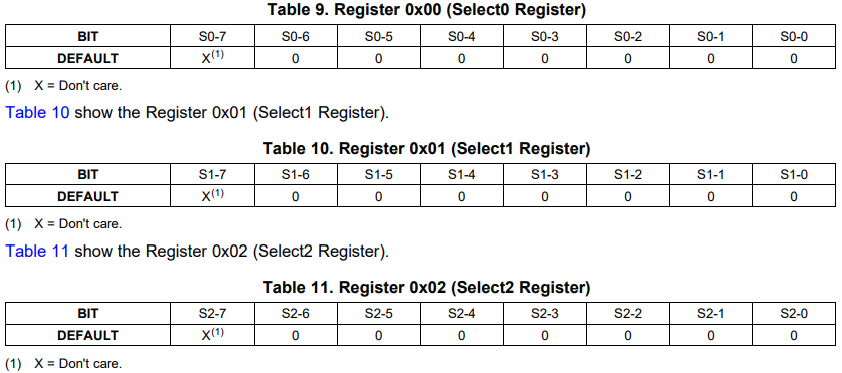 Table 9. Register 0x00 (Select0 Register)
BIT S0-7 S0-6 S0-5 S0-4 S0-3 S0-2 S0-1 S0-0
DEFAULT X(1) 0 0 0 0 0 0 0
(1) X = Don't care.
Table 10 show the Register 0x01 (Select1 Register).
Table 10. Register 0x01 (Select1 Register)
BIT S1-7 S1-6 S1-5 S1-4 S1-3 S1-2 S1-1 S1-0
DEFAULT X(1) 0 0 0 0 0 0 0
(1) X = Don't care.
Table 11 show the Register 0x02 (Select2 Register).
Table 11. Register 0x02 (Select2 Register)
BIT S2-7 S2-6 S2-5 S2-4 S2-3 S2-2 S2-1 S2-0
DEFAULT X(1) 0 0 0 0 0 0 0
(1) X = Don't care.